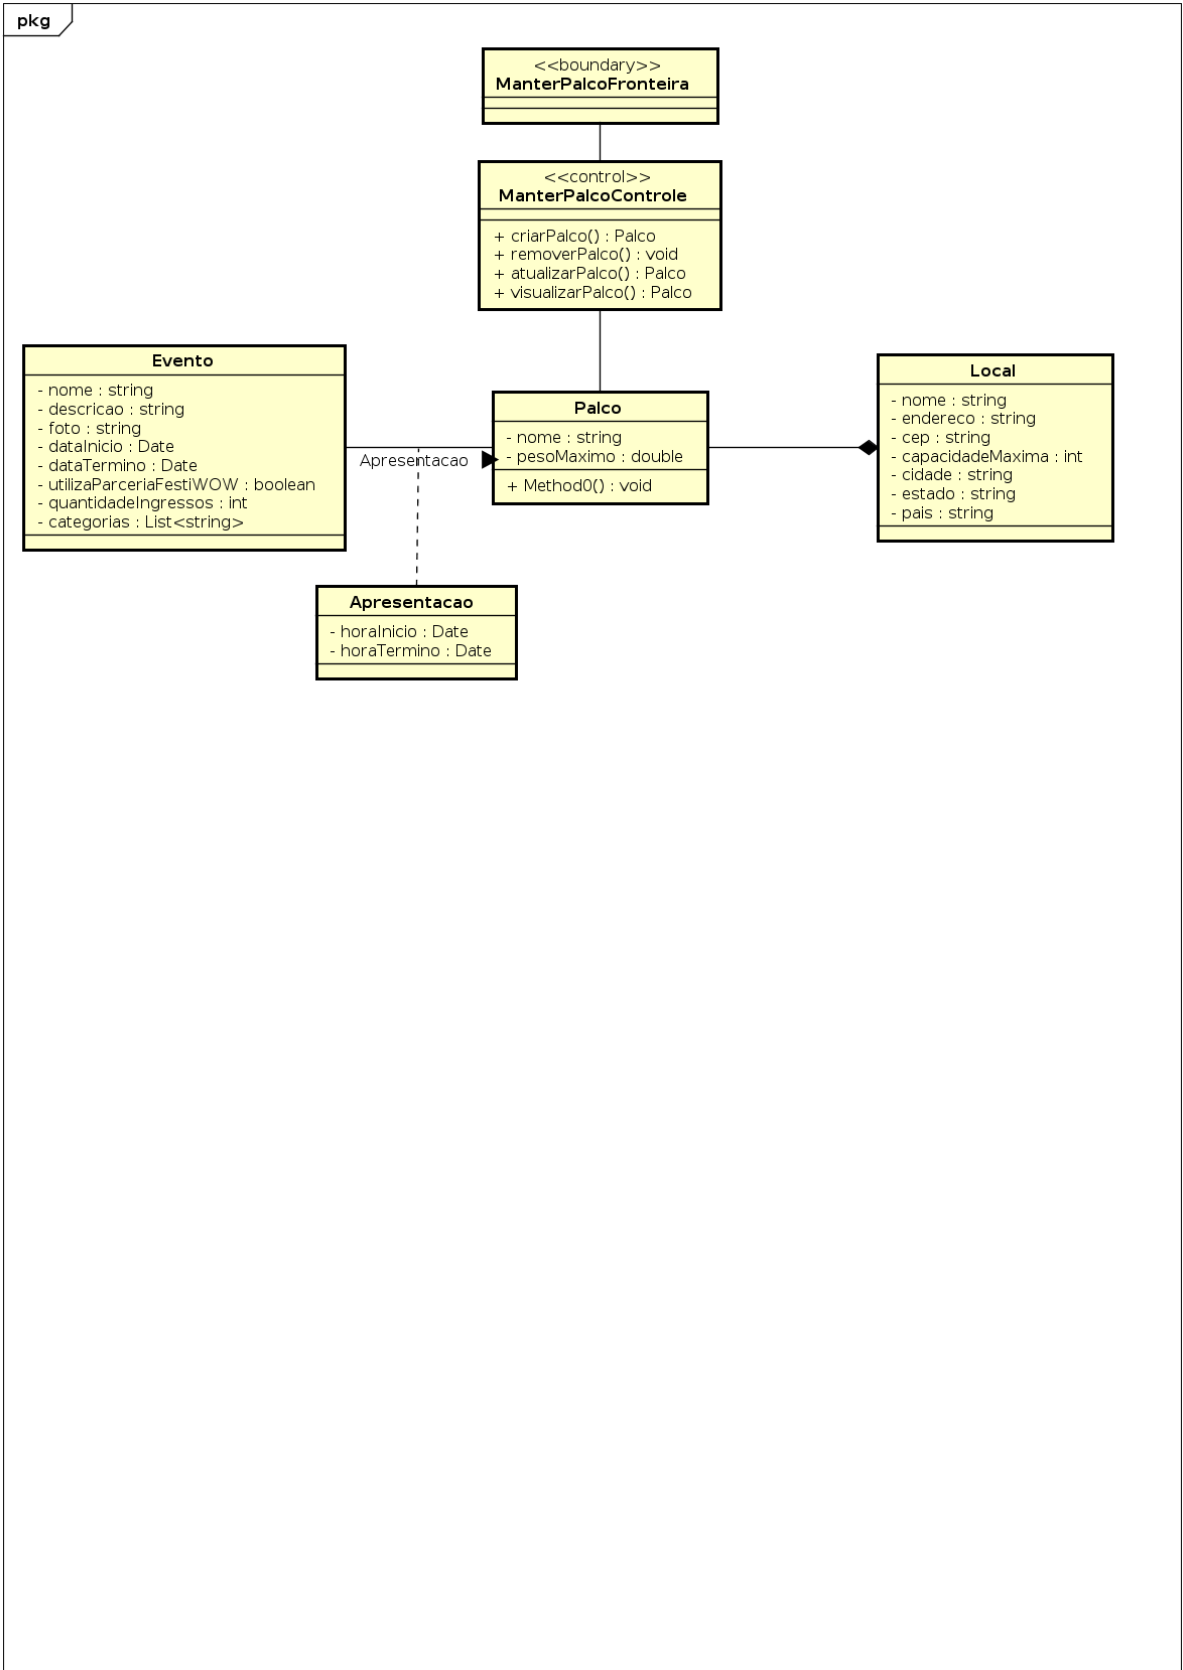 pkg
<<boundary>>
ManterPalcoFronteira
<<control>>
ManterPalcoControle
+ criarPalco() : Palco
+ removerPalco() : void
+ atualizarPalco() : Palco
+ visualizarPalco() : Palco
Evento
- nome : string
- descricao : string
- foto : string
- dataInicio : Date
- dataTermino : Date
- utilizaParceriaFestiWOW : boolean
- quantidadeIngressos : int
- categorias : List<string>
Apresentacao
Palco
- nome : string
- pesoMaximo : double
+ Method0() : void
Local
- nome : string
- endereco : string
- cep : string
- capacidadeMaxima : int
- cidade : string
- estado : string
- pais : string
Apresentacao
- horaInicio : Date
- horaTermino : Date